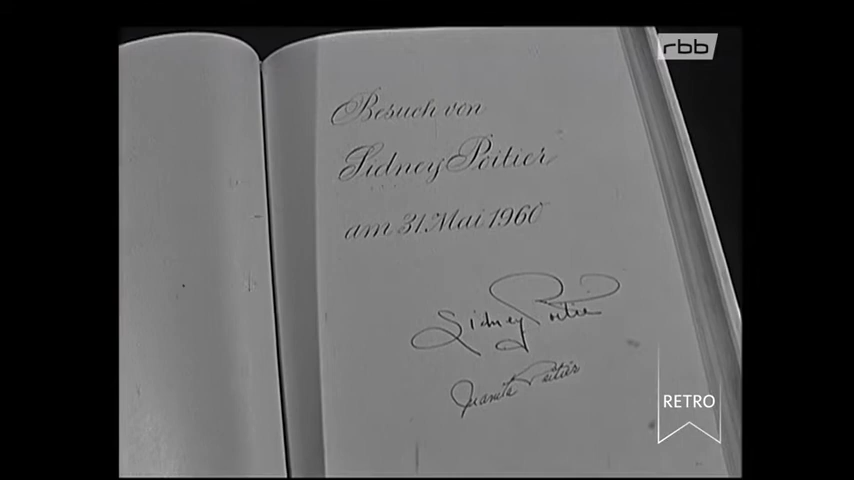 rbb
Besuch von
Sidney Poitier
am 31. Mai 1960
Sidney Poitier
Juanita Poitier
RETRO